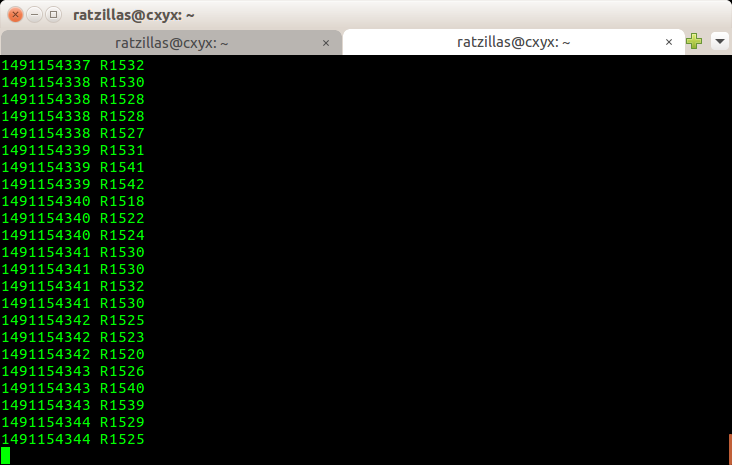 ratzillas@cxyx: ~
ratzillas@cxyx: ~ × ratzillas@cxyx: ~ ×
1491154337 R1532
1491154338 R1530
1491154338 R1528
1491154338 R1528
1491154338 R1527
1491154339 R1531
1491154339 R1541
1491154339 R1542
1491154340 R1518
1491154340 R1522
1491154340 R1524
1491154341 R1530
1491154341 R1530
1491154341 R1532
1491154341 R1530
1491154342 R1525
1491154342 R1523
1491154342 R1520
1491154343 R1526
1491154343 R1540
1491154343 R1539
1491154344 R1529
1491154344 R1525